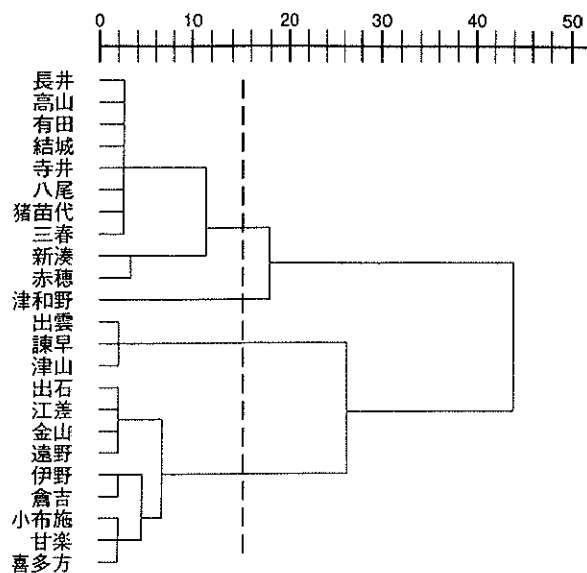 0 10 20 30 40 50
長井
高山
有田
結城
寺井
八尾
猪苗代
三春
新湊
赤穂
津和野
出雲
諫早
津山
出石
江差
金山
遠野
伊野
倉吉
小布施
甘楽
喜多方